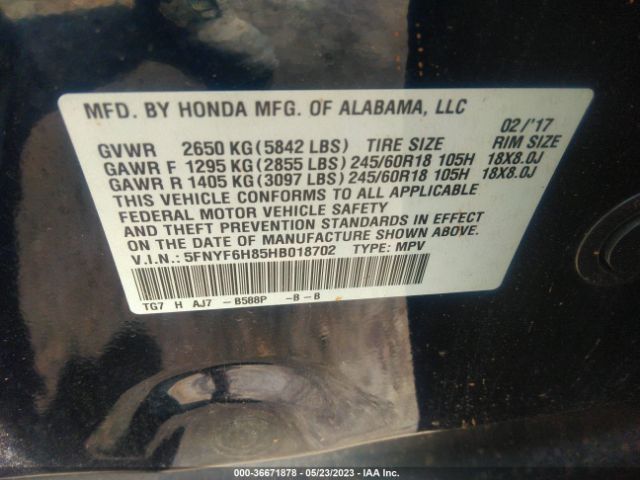 MFD. BY HONDA MFG. OF ALABAMA, LLC 02/'17
GVWR 2650 KG(5842 LBS) TIRE SIZE RIM SIZE
GAWR F 1295 KG(2855 LBS)245/60R18 105H 18X8.0J
GAWR R 1405 KG(3097 LBS)245/60R18 105H 18X8.0J
THIS VEHICLE CONFORMS TO ALL APPLICABLE
FEDERAL MOTOR VEHICLE SAFETY
AND THEFT PREVENTION STANDARDS IN EFFECT
ON THE DATE OF MANUFACTURE SHOWN ABOVE.
V.I.N.: 5FNYF6H85HB018702 TYPE: MPV
TG7 H AJ7 - B588P -B-B
000-36671878 - 05/23/2023 - IAA Inc.